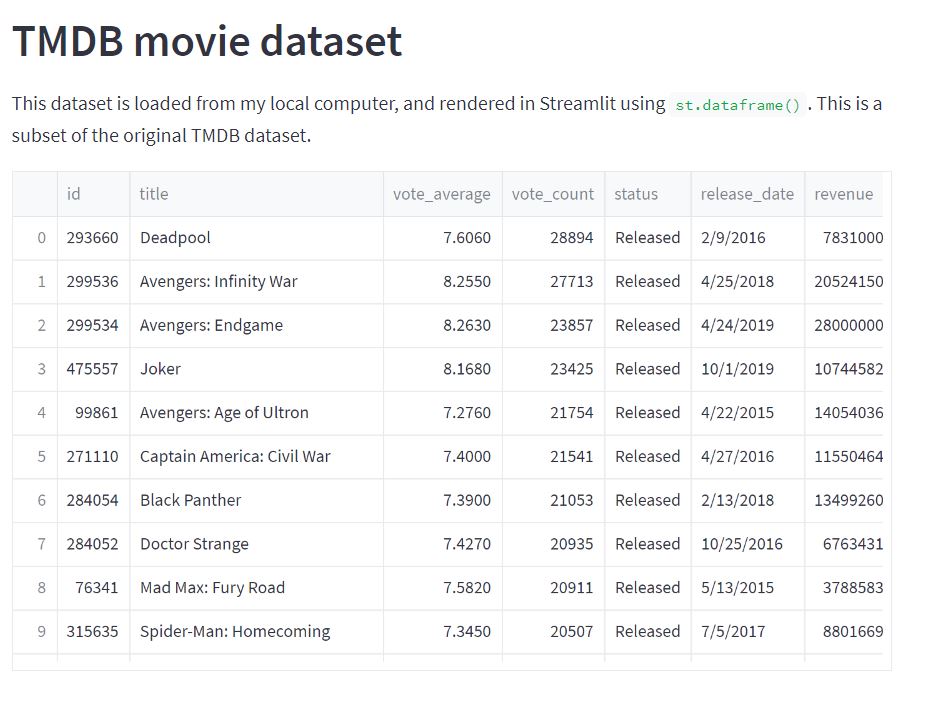 TMDB movie dataset
This dataset is loaded from my local computer, and rendered in Streamlit using st.dataframe() . This is a
subset of the original TMDB dataset.
id title vote_average vote_count status release_date revenue
0 293660 Deadpool 7.6060 28894 Released 2/9/2016 7831000
1 299536 Avengers: Infinity War 8.2550 27713 Released 4/25/2018 20524150
2 299534 Avengers: Endgame 8.2630 23857 Released 4/24/2019 28000000
3 475557 Joker 8.1680 23425 Released 10/1/2019 10744582
4 99861 Avengers: Age of Ultron 7.2760 21754 Released 4/22/2015 14054036
5 271110 Captain America: Civil War 7.4000 21541 Released 4/27/2016 11550464
6 284054 Black Panther 7.3900 21053 Released 2/13/2018 13499260
7 284052 Doctor Strange 7.4270 20935 Released 10/25/2016 6763431
8 76341 Mad Max: Fury Road 7.5820 20911 Released 5/13/2015 3788583
9 315635 Spider-Man: Homecoming 7.3450 20507 Released 7/5/2017 8801669